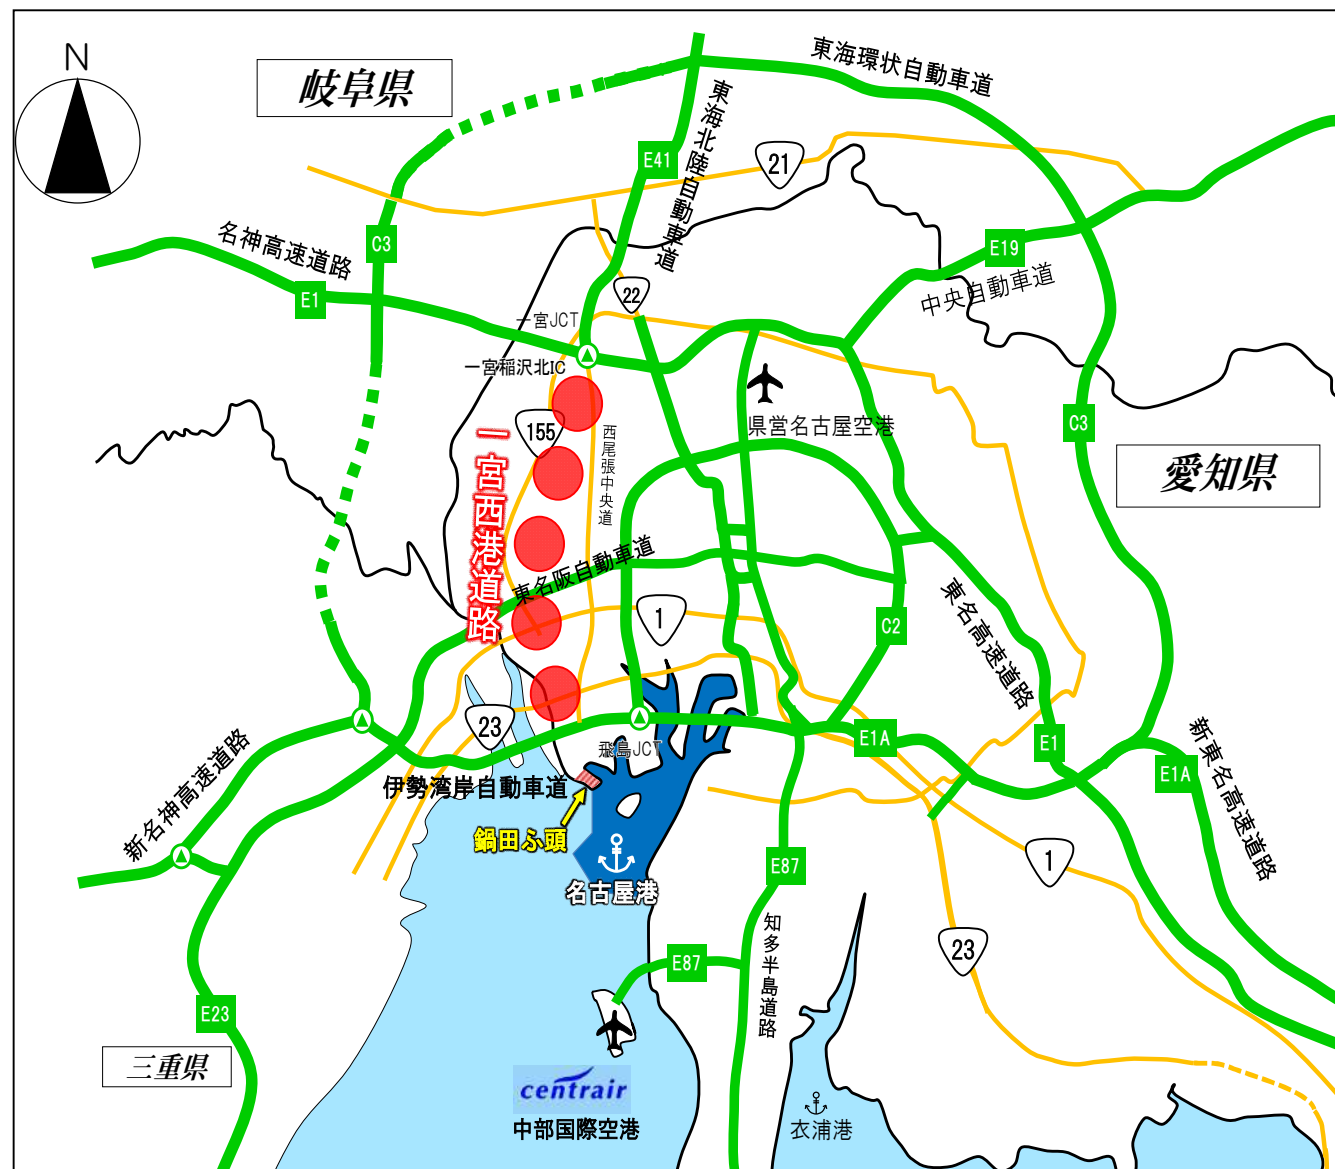 N
岐阜県
東海環状自動車道
東海北陸自動車道
E41
21
C3
名神高速道路
E1
E19
中央自動車道
22
一宮JCT
一宮稲沢北IC
県営名古屋空港
155
西尾張中央道
C3
愛知県
一宮西港道路
東名阪自動車道
1
C2
東名高速道路
23
飛島JCT
E1A
E1
新東名高速道路
E1A
新名神高速道路
伊勢湾岸自動車道
鍋田ふ頭
名古屋港
E87
1
知多半島道路
23
E87
E23
三重県
centrair
中部国際空港
衣浦港